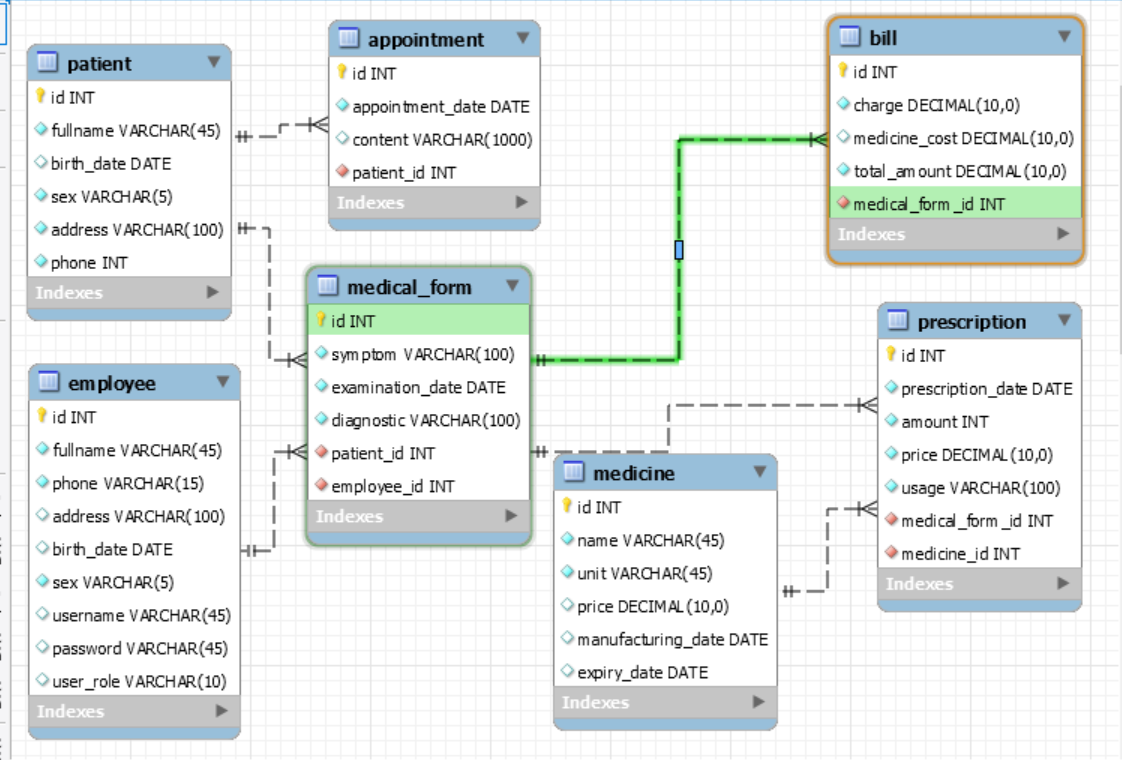 patient
id INT
fullname VARCHAR(45)
birth_date DATE
sex VARCHAR(5)
address VARCHAR(100)
phone INT
Indexes
appointment
id INT
appointment_date DATE
content VARCHAR(1000)
patient_id INT
Indexes
bill
id INT
charge DECIMAL(10,0)
medicine_cost DECIMAL(10,0)
total_amount DECIMAL(10,0)
medical_form_id INT
Indexes
medical_form
id INT
symptom VARCHAR(100)
examination_date DATE
diagnostic VARCHAR(100)
patient_id INT
employee_id INT
Indexes
employee
id INT
fullname VARCHAR(45)
phone VARCHAR(15)
address VARCHAR(100)
birth_date DATE
sex VARCHAR(5)
username VARCHAR(45)
password VARCHAR(45)
user_role VARCHAR(10)
Indexes
medicine
id INT
name VARCHAR(45)
unit VARCHAR(45)
price DECIMAL(10,0)
manufacturing_date DATE
expiry_date DATE
Indexes
prescription
id INT
prescription_date DATE
amount INT
price DECIMAL(10,0)
usage VARCHAR(100)
medical_form_id INT
medicine_id INT
Indexes